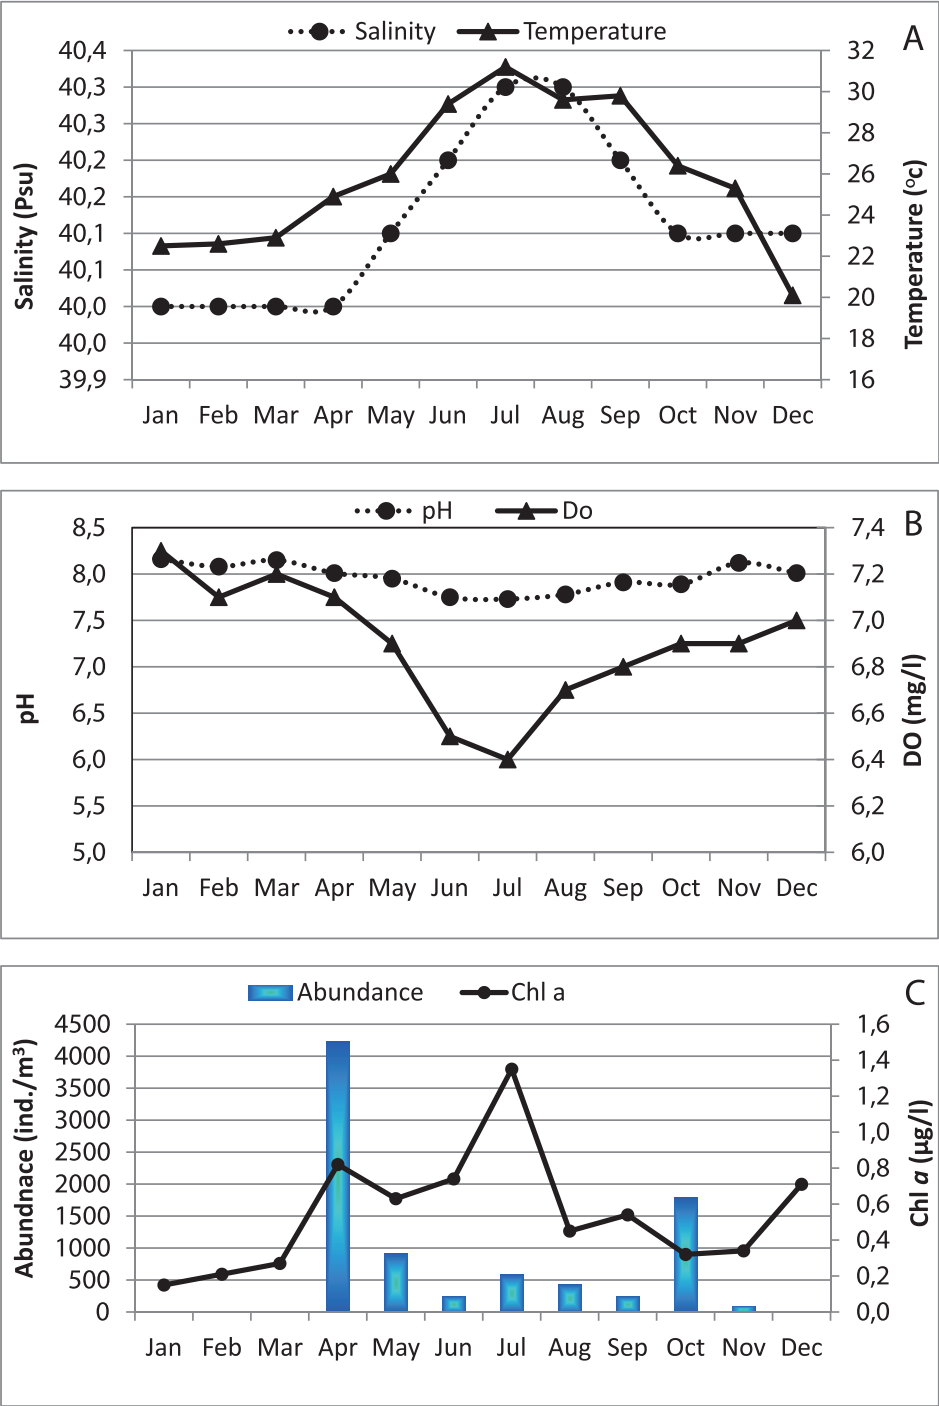 Salinity Temperature A
40,4 32
40,3 30
40,3 28
40,2 26
40,2 24
40,1 22
40,1 20
40,0 18
40,0 16
39,9
Salinity (Psu)
Temperature (°c)
Jan Feb Mar Apr May Jun Jul Aug Sep Oct Nov Dec
pH Do B
8,5 7,4
8,0 7,2
7,5 7,0
7,0 6,8
6,5 6,6
6,0 6,4
5,5 6,2
5,0 6,0
pH
DO (mg/l)
Jan Feb Mar Apr May Jun Jul Aug Sep Oct Nov Dec
Abundance Chl a C
4500 1,6
4000 1,4
3500 1,2
3000 1,0
2500 0,8
2000 0,6
1500 0,4
1000 0,2
500 0,0
0
Abundnace (ind./m³)
Chl a (µg/l)
Jan Feb Mar Apr May Jun Jul Aug Sep Oct Nov Dec